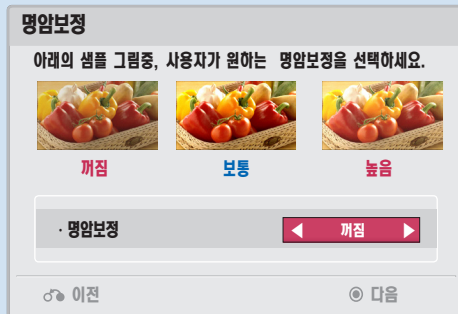 명암보정
아래의 샘플 그림중, 사용자가 원하는 명암보정을 선택하세요.
꺼짐 보통 높음
· 명암보정 ◀ 꺼짐 ▶
이전 ◉ 다음